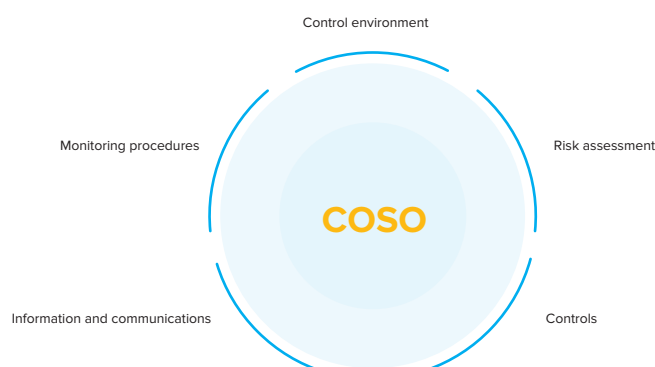 Control environment
Monitoring procedures
Risk assessment
COSO
Information and communications
Controls